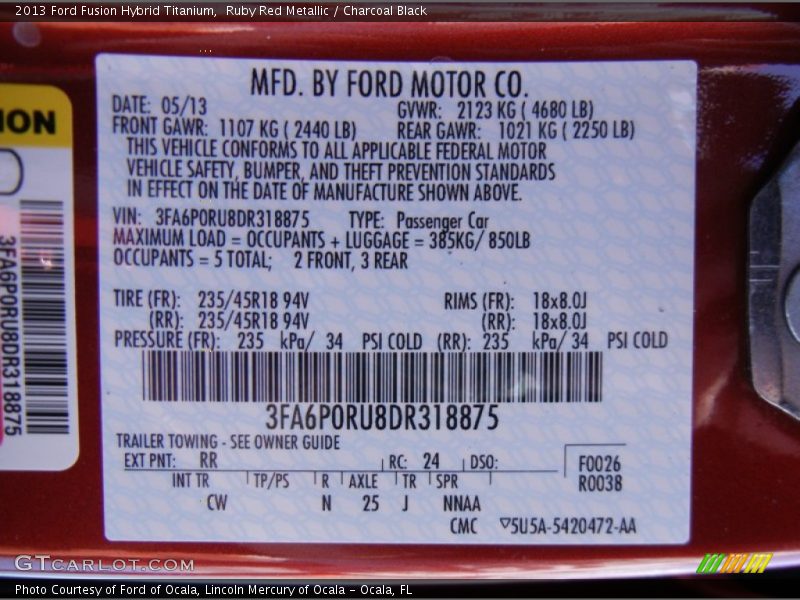 2013 Ford Fusion Hybrid Titanium,  Ruby Red Metallic / Charcoal Black
ION
3FA6P0RU8DR318875
MFD. BY FORD MOTOR CO.
DATE: 05/13 GVWR: 2123 KG ( 4680 LB)
FRONT GAWR: 1107 KG ( 2440 LB) REAR GAWR: 1021 KG ( 2250 LB)
THIS VEHICLE CONFORMS TO ALL APPLICABLE FEDERAL MOTOR
VEHICLE SAFETY, BUMPER, AND THEFT PREVENTION STANDARDS
IN EFFECT ON THE DATE OF MANUFACTURE SHOWN ABOVE.
VIN: 3FA6P0RU8DR318875 TYPE: Passenger Car
MAXIMUM LOAD = OCCUPANTS + LUGGAGE = 385KG/ 850LB
OCCUPANTS = 5 TOTAL; 2 FRONT, 3 REAR
TIRE (FR): 235/45R18 94V RIMS (FR): 18x8.0J
(RR): 235/45R18 94V (RR): 18x8.0J
PRESSURE (FR): 235 kPa/ 34 PSI COLD (RR): 235 kPa/ 34 PSI COLD
3FA6P0RU8DR318875
TRAILER TOWING - SEE OWNER GUIDE
EXT PNT: RR RC: 24 DSO: F0026
R0038
INT TR TP/PS R AXLE TR SPR
CW N 25 J NNAA
CMC ▽5U5A-5420472-AA
GTCARLOT.COM
Photo Courtesy of Ford of Ocala, Lincoln Mercury of Ocala – Ocala, FL